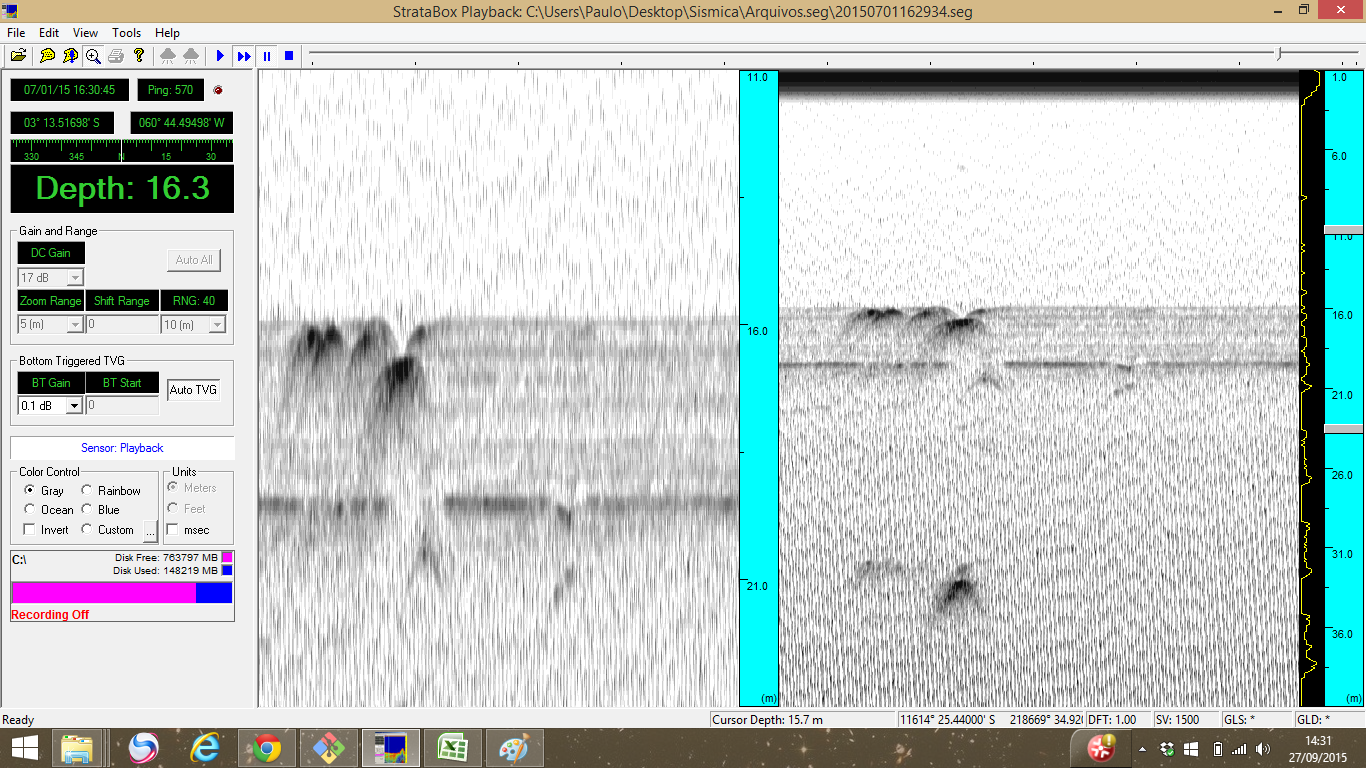 StrataBox Playback: C:\Users\Paulo\Desktop\Sismica\Arquivos.seg\20150701162934.seg
File Edit View Tools Help
07/01/15 16:30:45 Ping: 570
03° 13.51698' S 060° 44.49498' W
330 345 N 15 30
Depth: 16.3
Gain and Range
DC Gain Auto All
17 dB
Zoom Range Shift Range RNG: 40
5 (m) 0 10 (m)
Bottom Triggered TVG
BT Gain BT Start Auto TVG
0.1 dB 0
Sensor: Playback
Color Control Units
Gray Rainbow Meters
Ocean Blue Feet
Invert Custom ... msec
C:\ Disk Free: 763797 MB
Disk Used: 148219 MB
Recording Off
11.0
16.0
21.0
(m)
1.0
6.0
11.0
16.0
21.0
26.0
31.0
36.0
(m)
Ready Cursor Depth: 15.7 m 11614° 25.44000' S 218669° 34.920 DFT: 1.00 SV: 1500 GLS: * GLD: *
14:31
27/09/2015